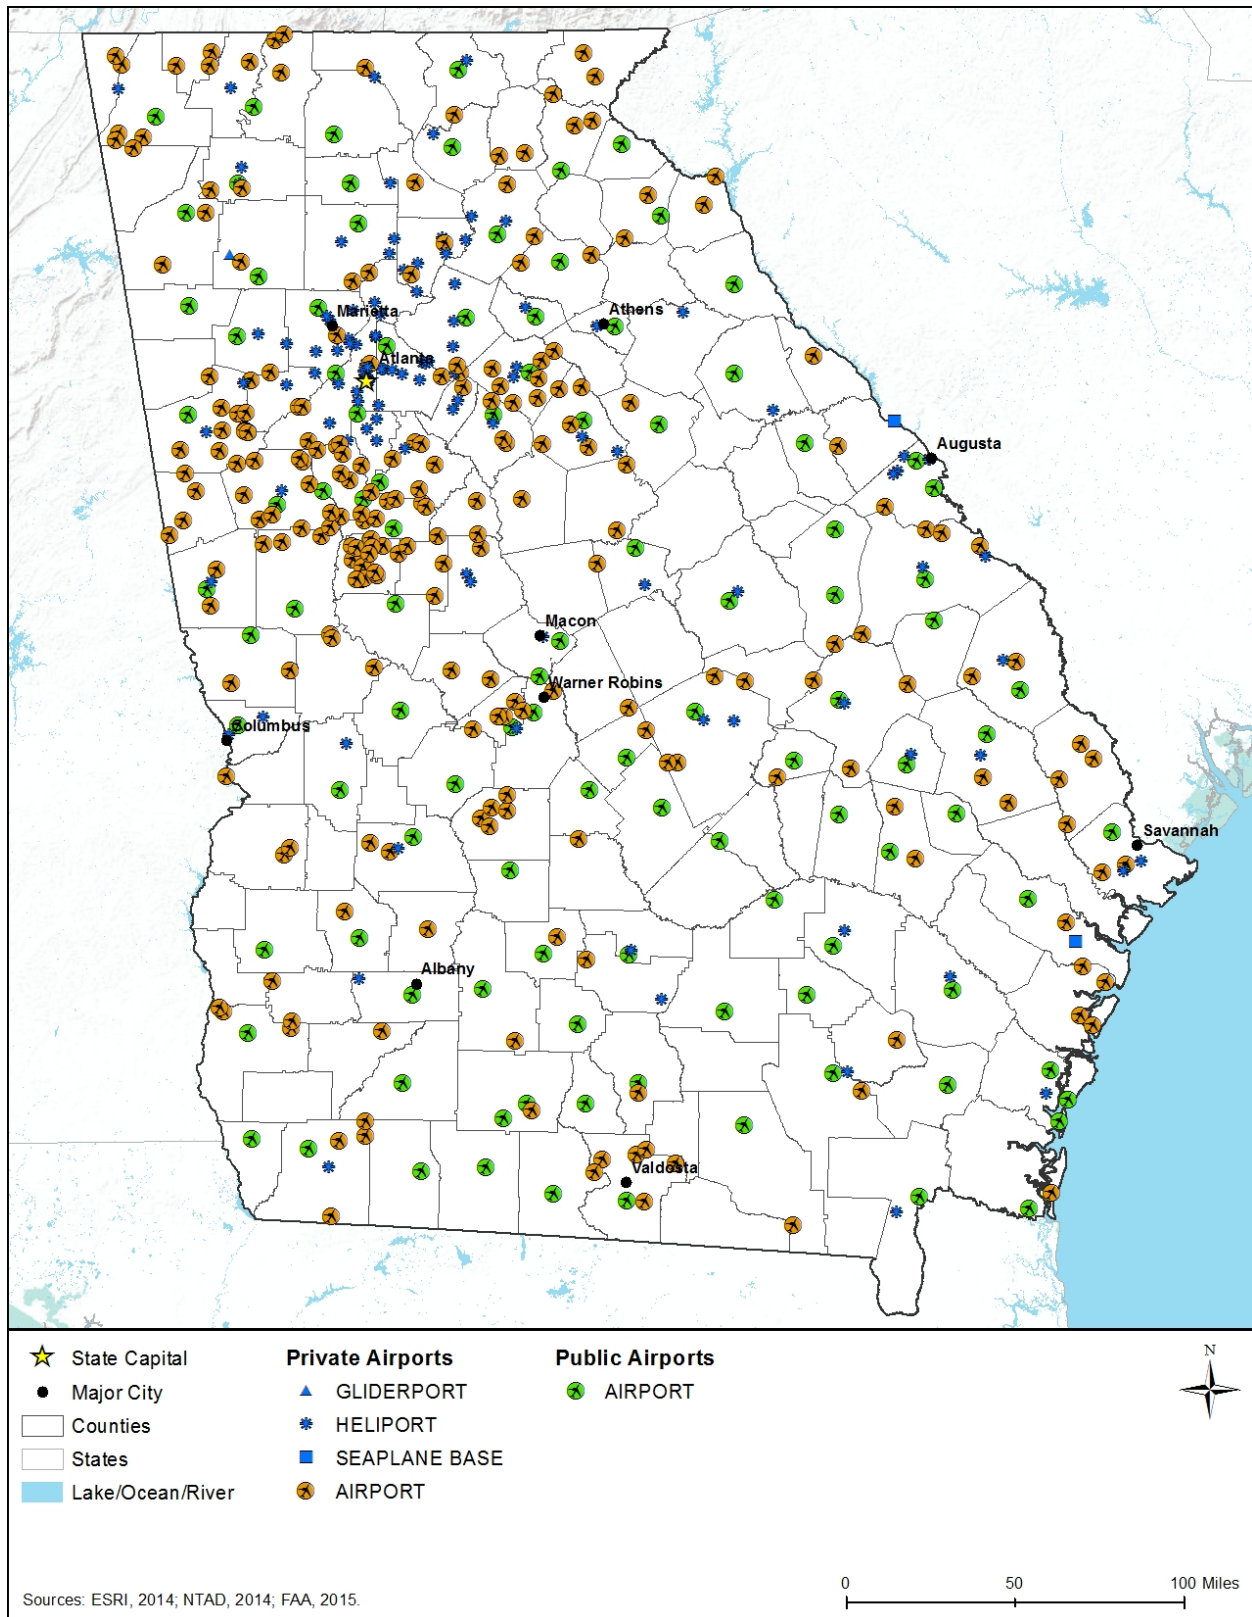 Marietta
Athens
Atlanta
Augusta
Macon
Warner Robins
Columbus
Savannah
Albany
Valdosta
State Capital
Major City
Counties
States
Lake/Ocean/River
Private Airports
GLIDERPORT
HELIPORT
SEAPLANE BASE
AIRPORT
Public Airports
AIRPORT
N
0 50 100 Miles
Sources: ESRI, 2014; NTAD, 2014; FAA, 2015.